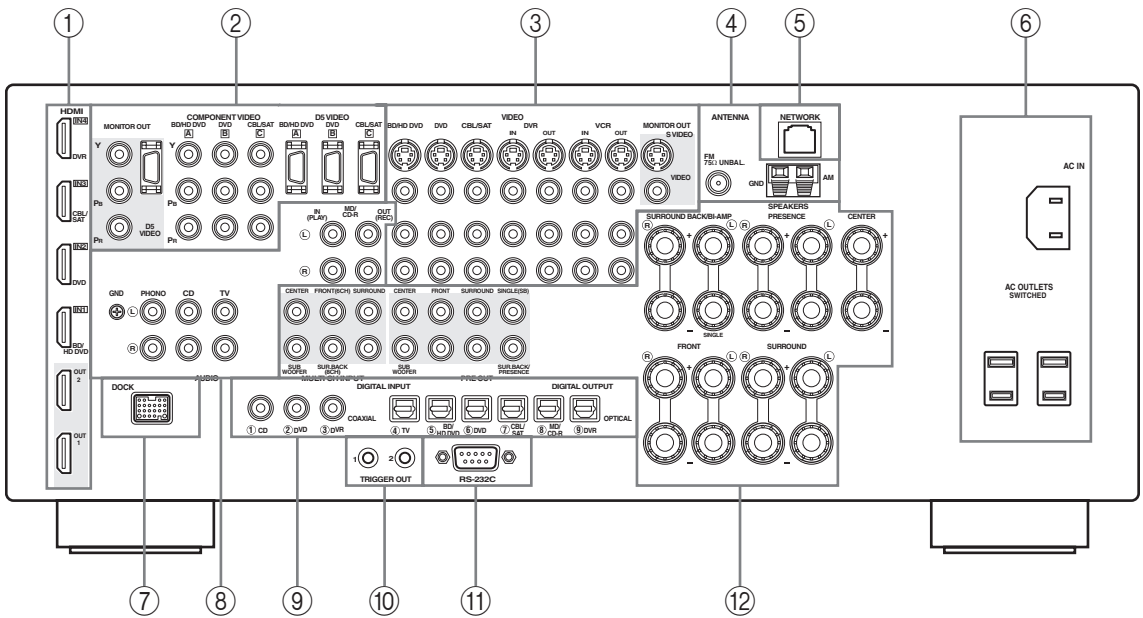 ① ② ③ ④ ⑤ ⑥
HDMI
IN4
DVR
IN3
CBL/
SAT
IN2
DVD
IN1
BD/
HD DVD
OUT
2
OUT
1
MONITOR OUT
Y
PB
PR
D5
VIDEO
COMPONENT VIDEO
BD/HD DVD DVD CBL/SAT
A B C
Y
PB
PR
D5 VIDEO
BD/HD DVD DVD CBL/SAT
A B C
VIDEO
BD/HD DVD DVD CBL/SAT DVR VCR MONITOR OUT
IN OUT IN OUT S VIDEO
VIDEO
ANTENNA
FM
75Ω UNBAL.
GND AM
NETWORK
AC IN
AC OUTLETS
SWITCHED
IN
(PLAY)
MD/
CD-R
OUT
(REC)
L
R
GND PHONO CD TV
L
R
AUDIO
CENTER FRONT(6CH) SURROUND
SUB
WOOFER
SUR.BACK
(8CH)
MULTI CH INPUT
CENTER FRONT SURROUND SINGLE(SB)
SUB
WOOFER
SUR.BACK/
PRESENCE
PRE OUT
SPEAKERS
SURROUND BACK/BI-AMP PRESENCE CENTER
R + L R + L +
– SINGLE – –
FRONT SURROUND
R + L R + L
– –
DOCK
DIGITAL INPUT DIGITAL OUTPUT
COAXIAL OPTICAL
① CD ② DVD ③ DVR ④ TV ⑤ BD/
HD DVD ⑥ DVD ⑦ CBL/
SAT ⑧ MD/
CD-R ⑨ DVR
1 2
TRIGGER OUT
RS-232C
⑦ ⑧ ⑨ ⑩ ⑪ ⑫